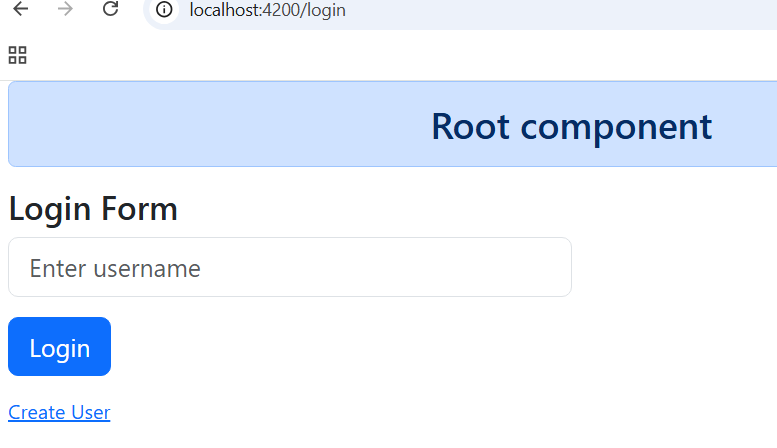 localhost:4200/login
Root component
Login Form
Enter username
Login
Create User